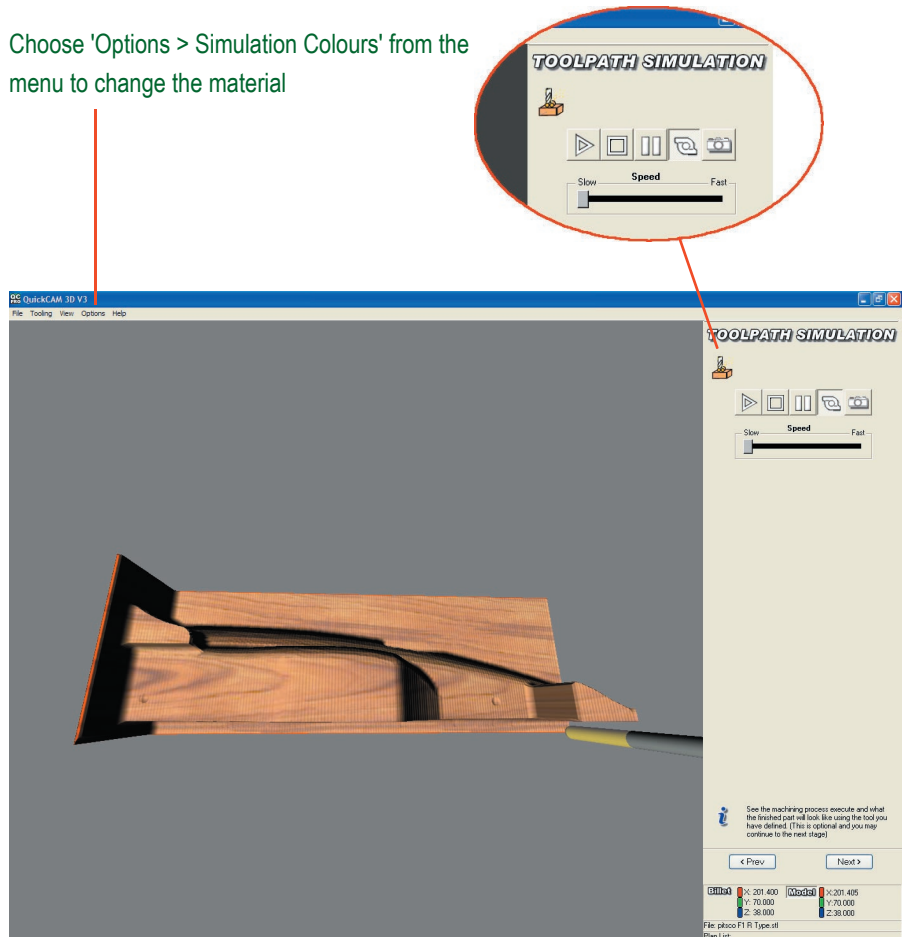 Choose 'Options > Simulation Colours' from the
menu to change the material
TOOLPATH SIMULATION
Speed
Slow
Fast
QC PRO QuickCAM 3D V3
File Tooling View Options Help
TOOLPATH SIMULATION
Speed
Slow
Fast
See the machining process execute and what
the finished part will look like using the tool you
have defined. (This is optional and you may
continue to the next stage)
< Prev Next >
Billet X: 201.400 Model X:201.405
Y: 70.000 Y:70.000
Z: 38.000 Z:38.000
File: pitsco F1 R Type.stl
Plan List: